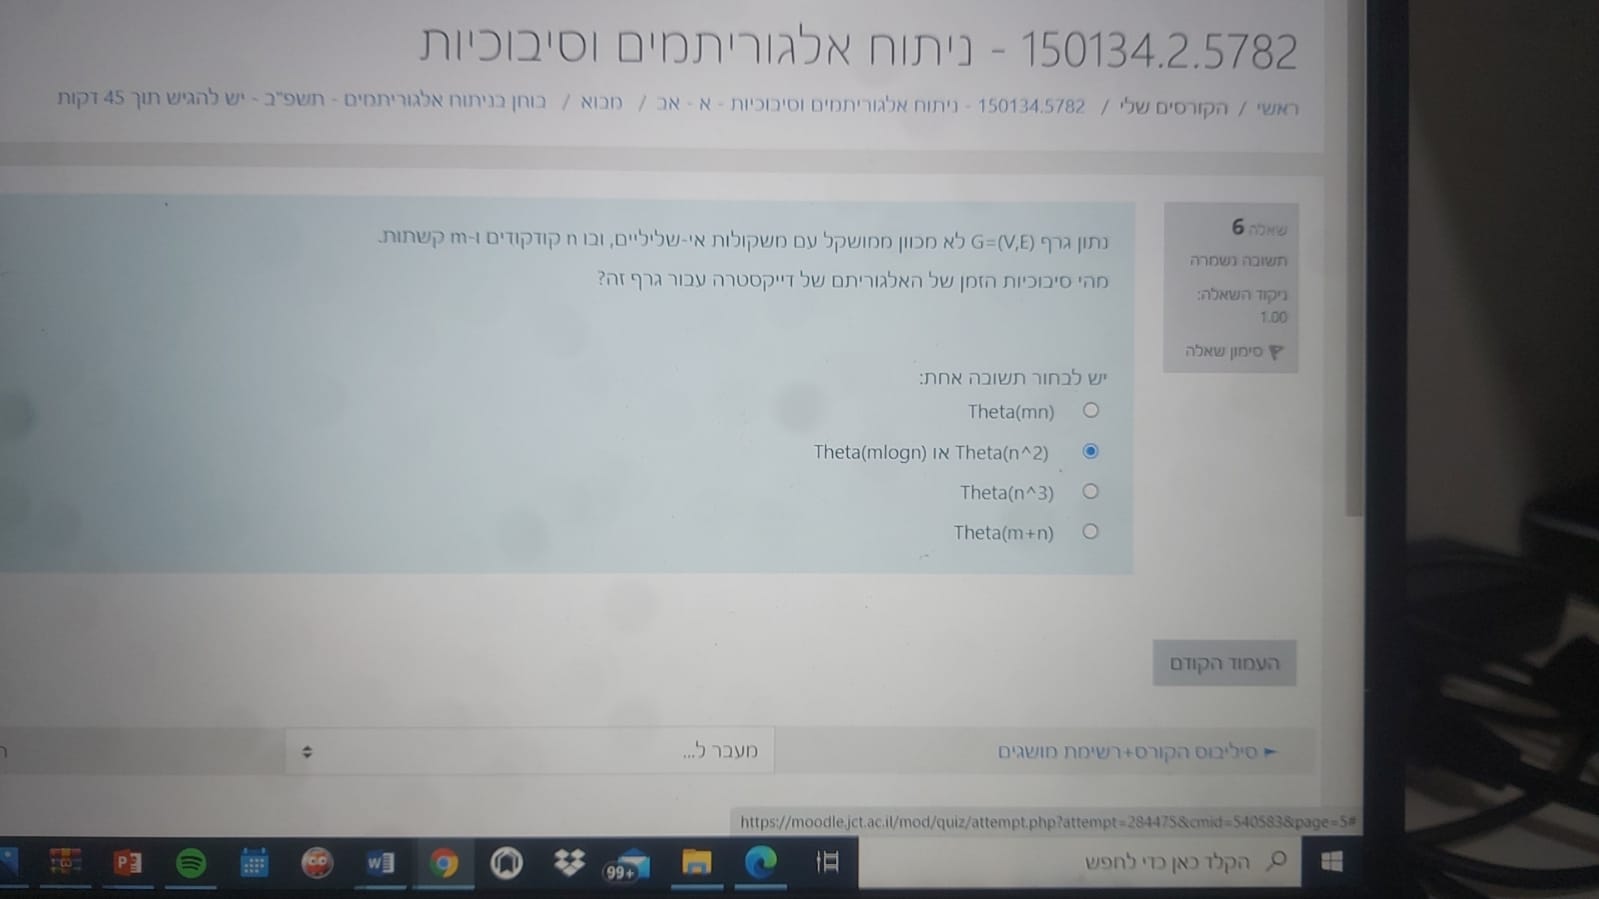 150134.2.5782 - ניתוח אלגוריתמים וסיבוכיות
ראשי / הקורסים שלי / 150134.5782 - ניתוח אלגוריתמים וסיבוכיות - א - אב / מבוא / בוחן בניתוח אלגוריתמים - תשפ"ב - יש להגיש תוך 45 דקות
שאלה 6
תשובה נשמרה
ניקוד השאלה:
1.00
סימון שאלה
נתון גרף G=(V,E) לא מכוון ממושקל עם משקולות אי-שליליים, ובו n קודקודים ו-m קשתות.
מהי סיבוכיות הזמן של האלגוריתם של דייקסטרה עבור גרף זה?
יש לבחור תשובה אחת:
Theta(mn)
Theta(n^2) או Theta(mlogn)
Theta(n^3)
Theta(m+n)
העמוד הקודם
סיליבוס הקורס+רשימת מושגים ►
מעבר ל...
https://moodle.jct.ac.il/mod/quiz/attempt.php?attempt=284475&cmid=540583&page=5#
הקלד כאן כדי לחפש
99+